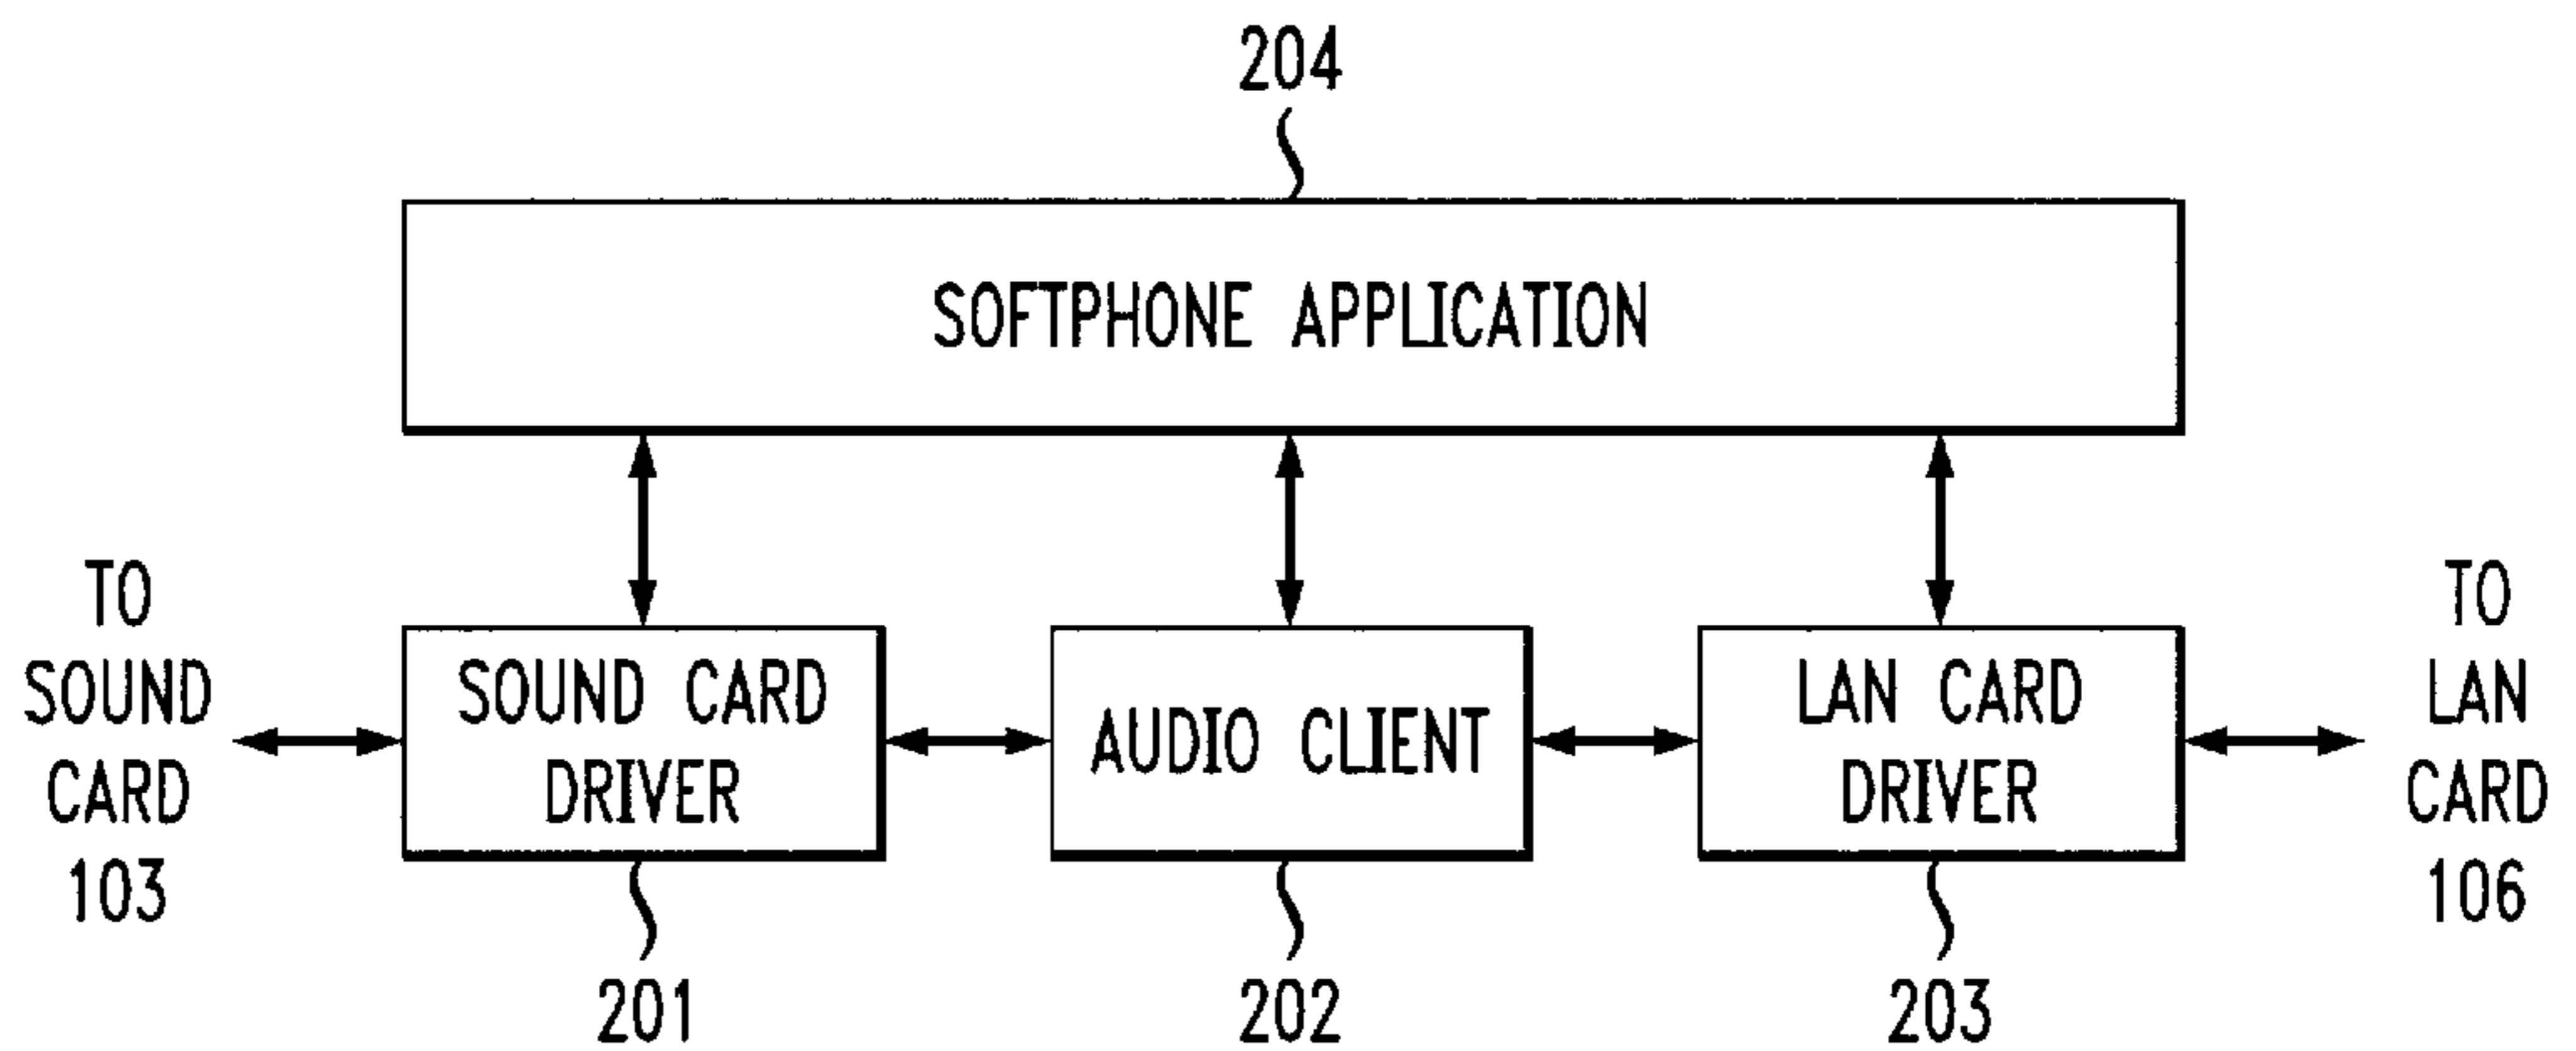 204
SOFTPHONE APPLICATION
TO
SOUND
CARD
103
SOUND CARD
DRIVER
AUDIO CLIENT
LAN CARD
DRIVER
TO
LAN
CARD
106
201
202
203